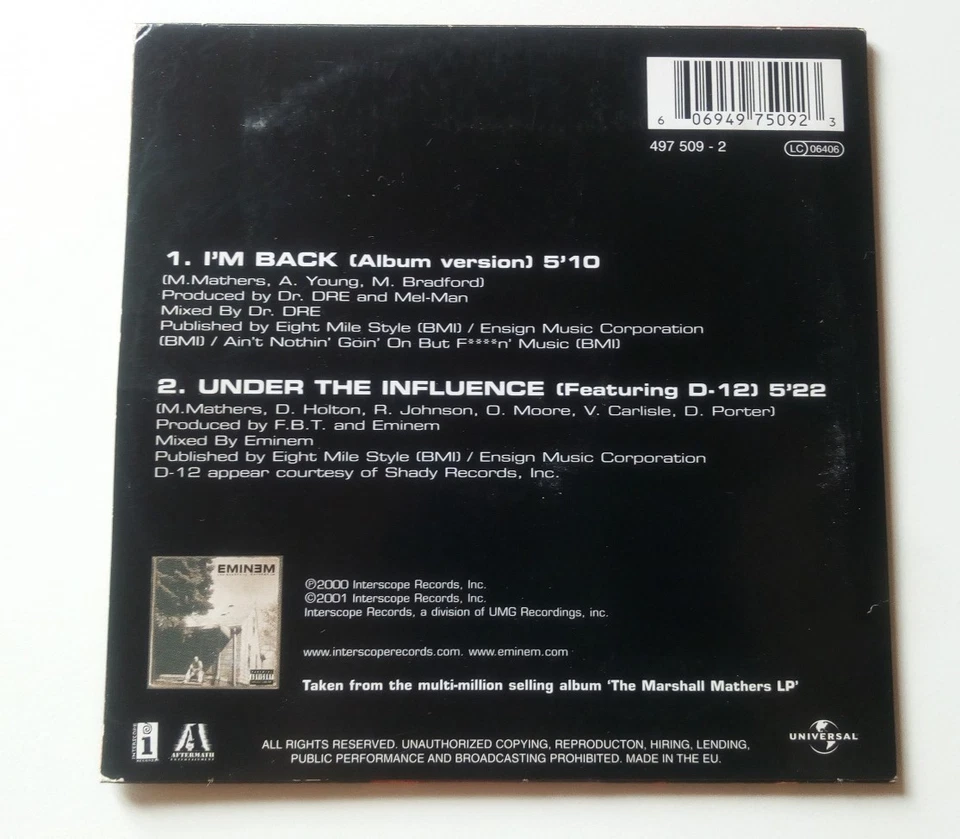 6 06949 75092 3
497 509 - 2
LC 06406
1. I'M BACK (Album version) 5'10
(M.Mathers, A. Young, M. Bradford)
Produced by Dr. DRE and Mel-Man
Mixed By Dr. DRE
Published by Eight Mile Style (BMI) / Ensign Music Corporation
(BMI) / Ain't Nothin' Goin' On But F****n' Music (BMI)
2. UNDER THE INFLUENCE (Featuring D-12) 5'22
(M.Mathers, D. Holton, R. Johnson, O. Moore, V. Carlisle, D. Porter)
Produced by F.B.T. and Eminem
Mixed By Eminem
Published by Eight Mile Style (BMI) / Ensign Music Corporation
D-12 appear courtesy of Shady Records, Inc.
EMINƎM
℗2000 Interscope Records, Inc.
©2001 Interscope Records, Inc.
Interscope Records, a division of UMG Recordings, inc.
www.interscoperecords.com. www.eminem.com
Taken from the multi-million selling album 'The Marshall Mathers LP'
INTERSCOPE
i
AFTERMATH
ENTERTAINMENT
ALL RIGHTS RESERVED. UNAUTHORIZED COPYING, REPRODUCTON, HIRING, LENDING,
PUBLIC PERFORMANCE AND BROADCASTING PROHIBITED. MADE IN THE EU.
UNIVERSAL